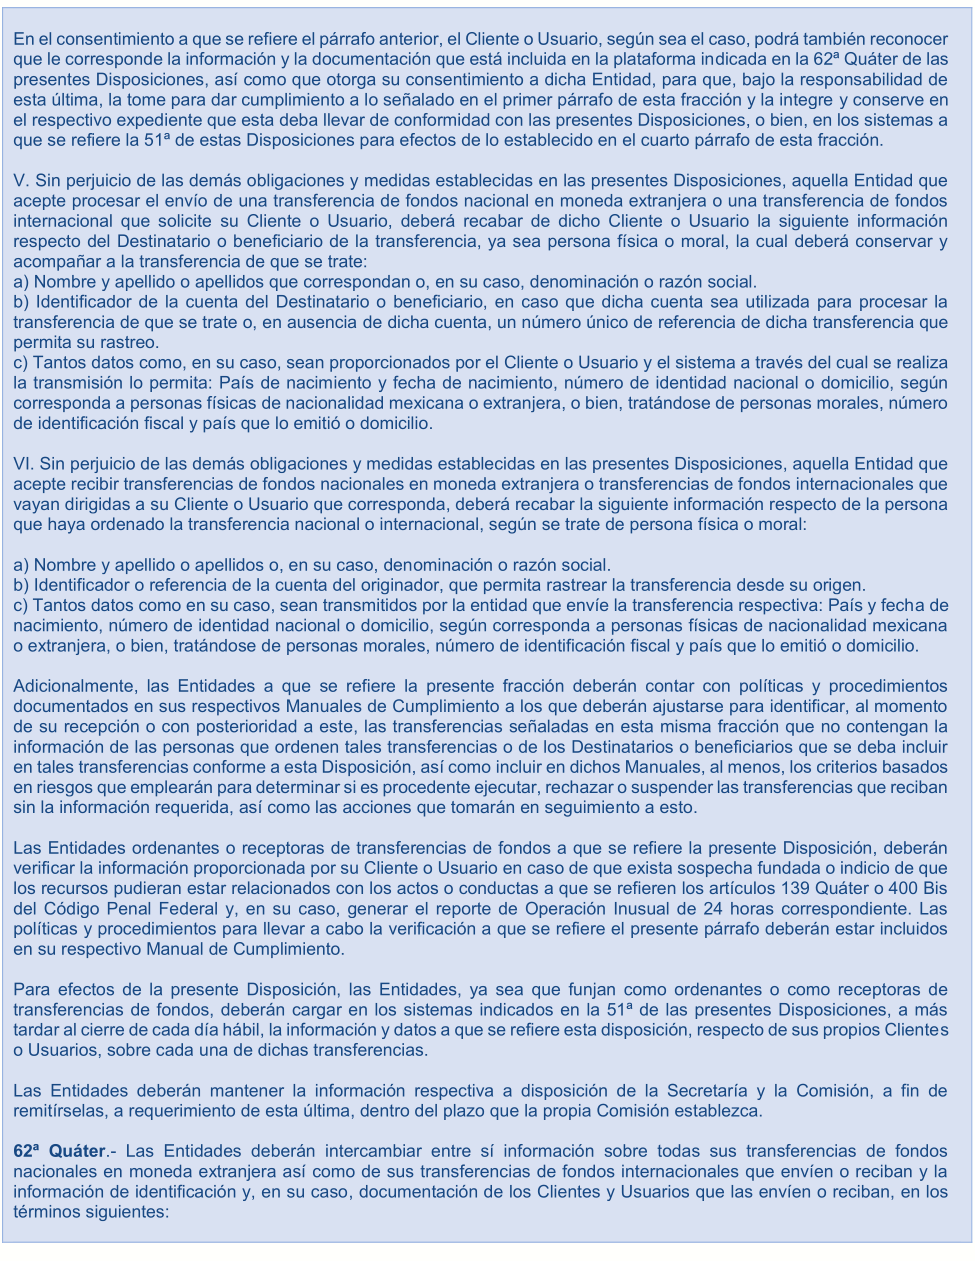 En el consentimiento a que se refiere el párrafo anterior, el Cliente o Usuario, según sea el caso, podrá también reconocer
que le corresponde la información y la documentación que está incluida en la plataforma indicada en la 62ª Quáter de las
presentes Disposiciones, así como que otorga su consentimiento a dicha Entidad, para que, bajo la responsabilidad de
esta última, la tome para dar cumplimiento a lo señalado en el primer párrafo de esta fracción y la integre y conserve en
el respectivo expediente que esta deba llevar de conformidad con las presentes Disposiciones, o bien, en los sistemas a
que se refiere la 51ª de estas Disposiciones para efectos de lo establecido en el cuarto párrafo de esta fracción.
V. Sin perjuicio de las demás obligaciones y medidas establecidas en las presentes Disposiciones, aquella Entidad que
acepte procesar el envío de una transferencia de fondos nacional en moneda extranjera o una transferencia de fondos
internacional que solicite su Cliente o Usuario, deberá recabar de dicho Cliente o Usuario la siguiente información
respecto del Destinatario o beneficiario de la transferencia, ya sea persona física o moral, la cual deberá conservar y
acompañar a la transferencia de que se trate:
a) Nombre y apellido o apellidos que correspondan o, en su caso, denominación o razón social.
b) Identificador de la cuenta del Destinatario o beneficiario, en caso que dicha cuenta sea utilizada para procesar la
transferencia de que se trate o, en ausencia de dicha cuenta, un número único de referencia de dicha transferencia que
permita su rastreo.
c) Tantos datos como, en su caso, sean proporcionados por el Cliente o Usuario y el sistema a través del cual se realiza
la transmisión lo permita: País de nacimiento y fecha de nacimiento, número de identidad nacional o domicilio, según
corresponda a personas físicas de nacionalidad mexicana o extranjera, o bien, tratándose de personas morales, número
de identificación fiscal y país que lo emitió o domicilio.
VI. Sin perjuicio de las demás obligaciones y medidas establecidas en las presentes Disposiciones, aquella Entidad que
acepte recibir transferencias de fondos nacionales en moneda extranjera o transferencias de fondos internacionales que
vayan dirigidas a su Cliente o Usuario que corresponda, deberá recabar la siguiente información respecto de la persona
que haya ordenado la transferencia nacional o internacional, según se trate de persona física o moral:
a) Nombre y apellido o apellidos o, en su caso, denominación o razón social.
b) Identificador o referencia de la cuenta del originador, que permita rastrear la transferencia desde su origen.
c) Tantos datos como en su caso, sean transmitidos por la entidad que envíe la transferencia respectiva: País y fecha de
nacimiento, número de identidad nacional o domicilio, según corresponda a personas físicas de nacionalidad mexicana
o extranjera, o bien, tratándose de personas morales, número de identificación fiscal y país que lo emitió o domicilio.
Adicionalmente, las Entidades a que se refiere la presente fracción deberán contar con políticas y procedimientos
documentados en sus respectivos Manuales de Cumplimiento a los que deberán ajustarse para identificar, al momento
de su recepción o con posterioridad a este, las transferencias señaladas en esta misma fracción que no contengan la
información de las personas que ordenen tales transferencias o de los Destinatarios o beneficiarios que se deba incluir
en tales transferencias conforme a esta Disposición, así como incluir en dichos Manuales, al menos, los criterios basados
en riesgos que emplearán para determinar si es procedente ejecutar, rechazar o suspender las transferencias que reciban
sin la información requerida, así como las acciones que tomarán en seguimiento a esto.
Las Entidades ordenantes o receptoras de transferencias de fondos a que se refiere la presente Disposición, deberán
verificar la información proporcionada por su Cliente o Usuario en caso de que exista sospecha fundada o indicio de que
los recursos pudieran estar relacionados con los actos o conductas a que se refieren los artículos 139 Quáter o 400 Bis
del Código Penal Federal y, en su caso, generar el reporte de Operación Inusual de 24 horas correspondiente. Las
políticas y procedimientos para llevar a cabo la verificación a que se refiere el presente párrafo deberán estar incluidos
en su respectivo Manual de Cumplimiento.
Para efectos de la presente Disposición, las Entidades, ya sea que funjan como ordenantes o como receptoras de
transferencias de fondos, deberán cargar en los sistemas indicados en la 51ª de las presentes Disposiciones, a más
tardar al cierre de cada día hábil, la información y datos a que se refiere esta disposición, respecto de sus propios Clientes
o Usuarios, sobre cada una de dichas transferencias.
Las Entidades deberán mantener la información respectiva a disposición de la Secretaría y la Comisión, a fin de
remitírselas, a requerimiento de esta última, dentro del plazo que la propia Comisión establezca.
62ª Quáter.- Las Entidades deberán intercambiar entre sí información sobre todas sus transferencias de fondos
nacionales en moneda extranjera así como de sus transferencias de fondos internacionales que envíen o reciban y la
información de identificación y, en su caso, documentación de los Clientes y Usuarios que las envíen o reciban, en los
términos siguientes: